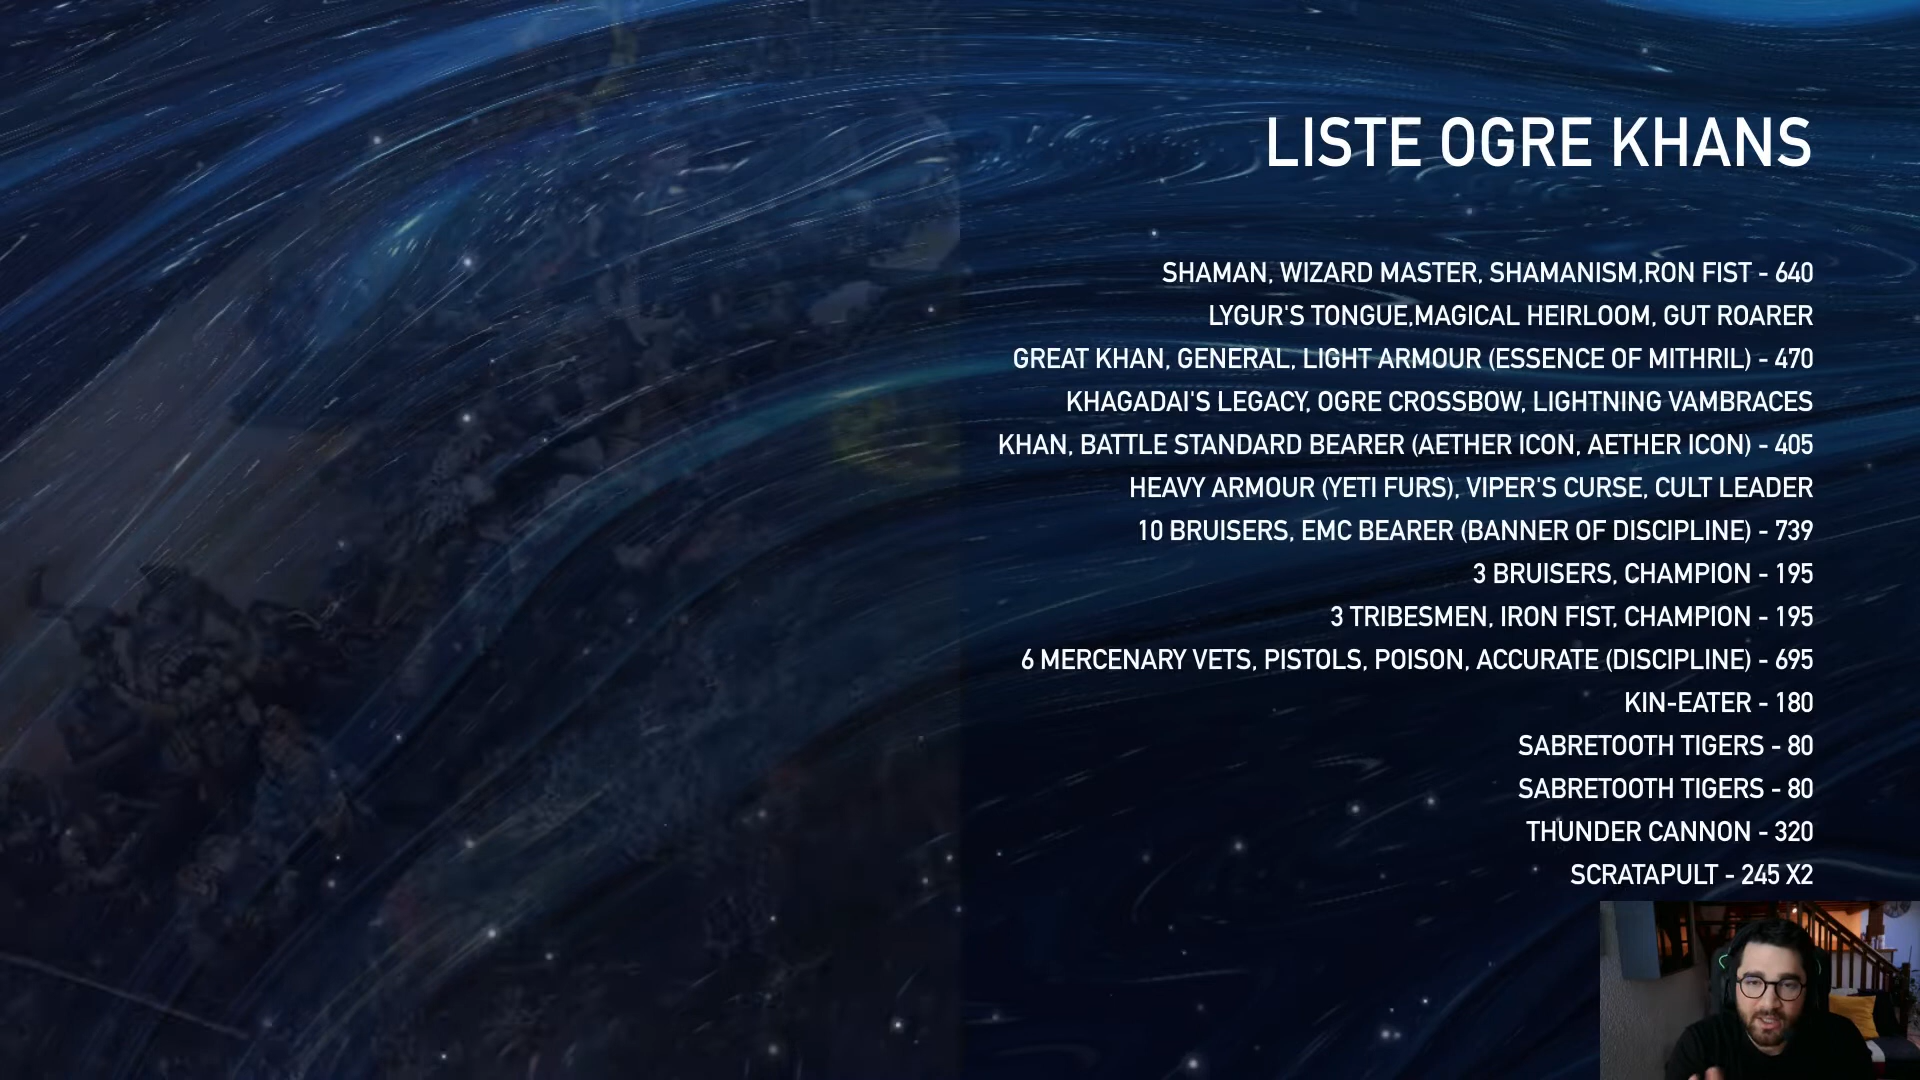 LISTE OGRE KHANS
SHAMAN, WIZARD MASTER, SHAMANISM,RON FIST - 640
LYGUR'S TONGUE,MAGICAL HEIRLOOM, GUT ROARER
GREAT KHAN, GENERAL, LIGHT ARMOUR (ESSENCE OF MITHRIL) - 470
KHAGADAI'S LEGACY, OGRE CROSSBOW, LIGHTNING VAMBRACES
KHAN, BATTLE STANDARD BEARER (AETHER ICON, AETHER ICON) - 405
HEAVY ARMOUR (YETI FURS), VIPER'S CURSE, CULT LEADER
10 BRUISERS, EMC BEARER (BANNER OF DISCIPLINE) - 739
3 BRUISERS, CHAMPION - 195
3 TRIBESMEN, IRON FIST, CHAMPION - 195
6 MERCENARY VETS, PISTOLS, POISON, ACCURATE (DISCIPLINE) - 695
KIN-EATER - 180
SABRETOOTH TIGERS - 80
SABRETOOTH TIGERS - 80
THUNDER CANNON - 320
SCRATAPULT - 245 X2